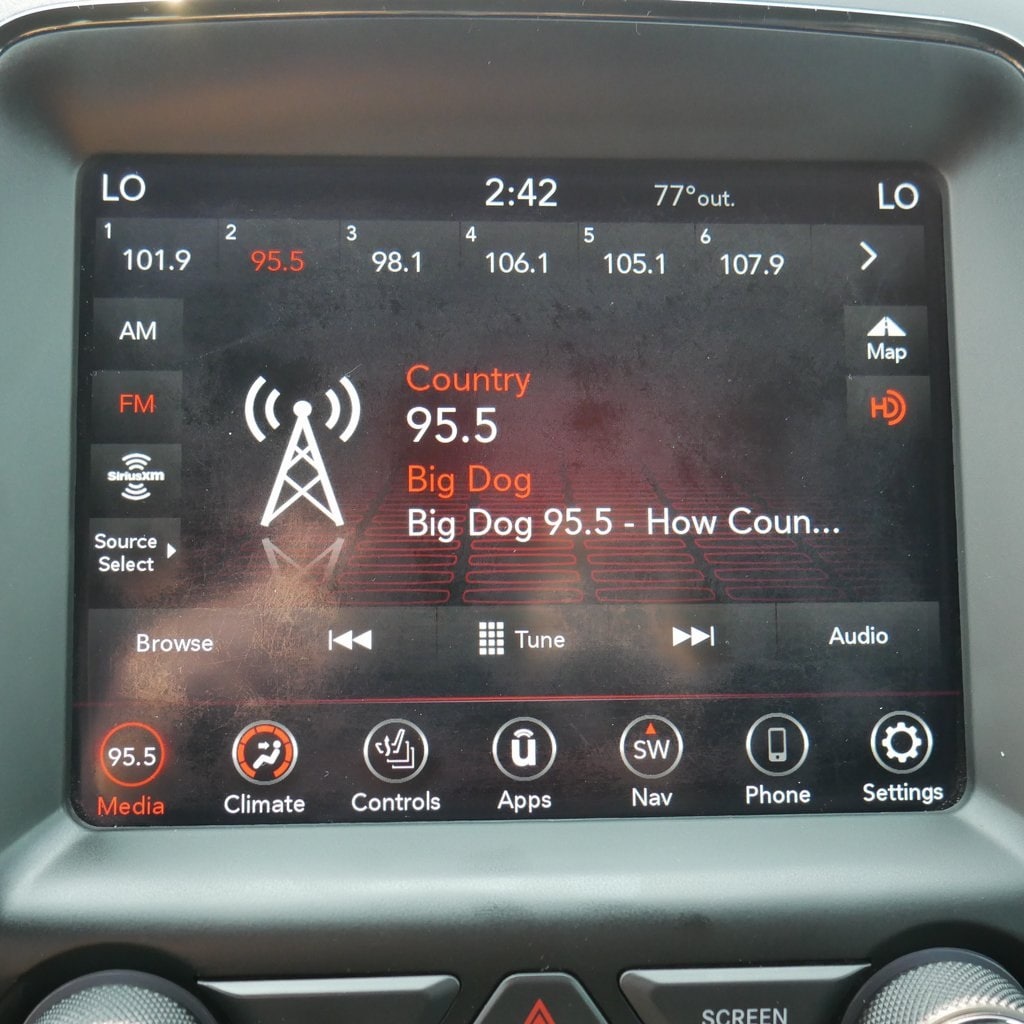 LO 2:42 77°out. LO
1 2 3 4 5 6
101.9 95.5 98.1 106.1 105.1 107.9
AM
Map
FM
HD
SiriusXM
Source
Select
Country
95.5
Big Dog
Big Dog 95.5 - How Coun...
Browse Tune Audio
95.5 u SW
Media Climate Controls Apps Nav Phone Settings
SCREEN